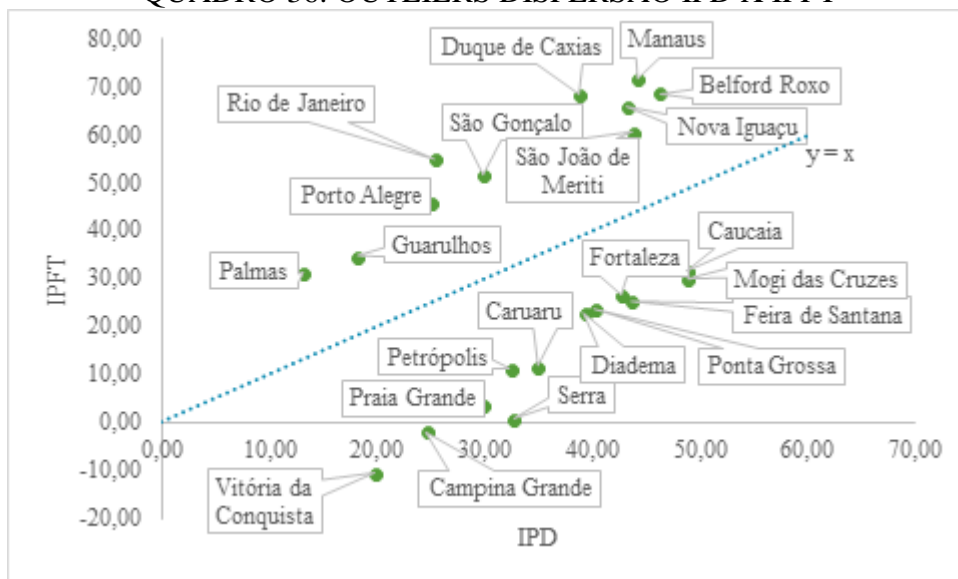 80,00
Duque de Caxias
Manaus
70,00
Belford Roxo
Rio de Janeiro
60,00
São Gonçalo
Nova Iguaçu
São João de
Meriti
y = x
50,00
Porto Alegre
40,00
Guarulhos
Caucaia
Fortaleza
30,00
Palmas
Mogi das Cruzes
IPFT
Caruaru
Feira de Santana
20,00
Petrópolis
Diadema
Ponta Grossa
10,00
Praia Grande
Serra
0,00
0,00 10,00 20,00 30,00 40,00 50,00 60,00 70,00
-10,00
Vitória da
Conquista
Campina Grande
-20,00
IPD